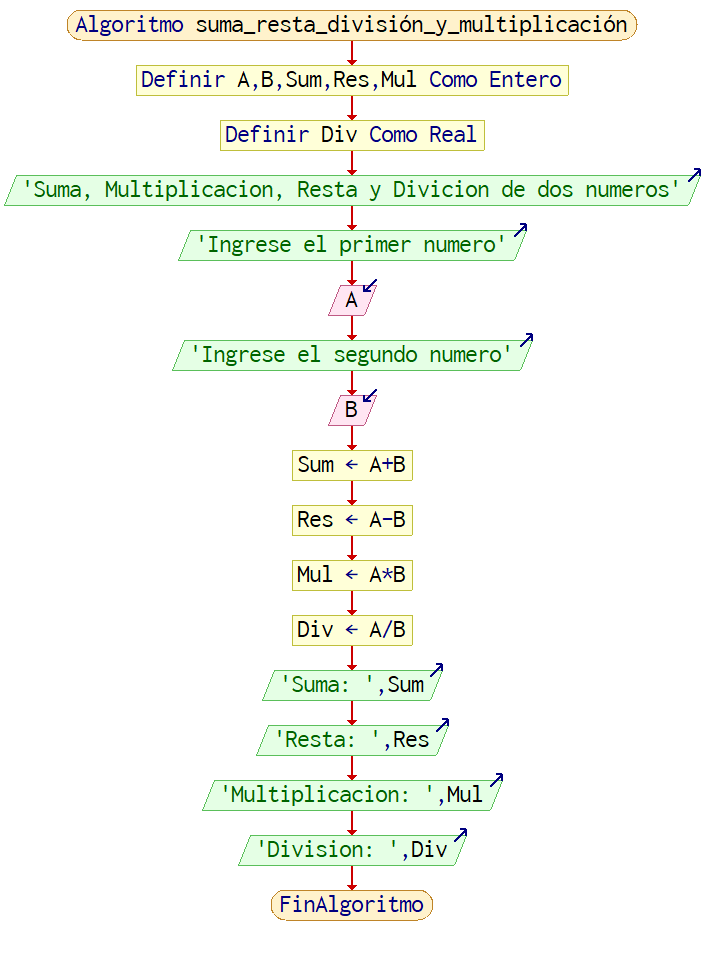 Algoritmo suma_resta_división_y_multiplicación
Definir A,B,Sum,Res,Mul Como Entero
Definir Div Como Real
'Suma, Multiplicacion, Resta y Divicion de dos numeros'
'Ingrese el primer numero'
A
'Ingrese el segundo numero'
B
Sum ← A+B
Res ← A-B
Mul ← A*B
Div ← A/B
'Suma: ',Sum
'Resta: ',Res
'Multiplicacion: ',Mul
'Division: ',Div
FinAlgoritmo